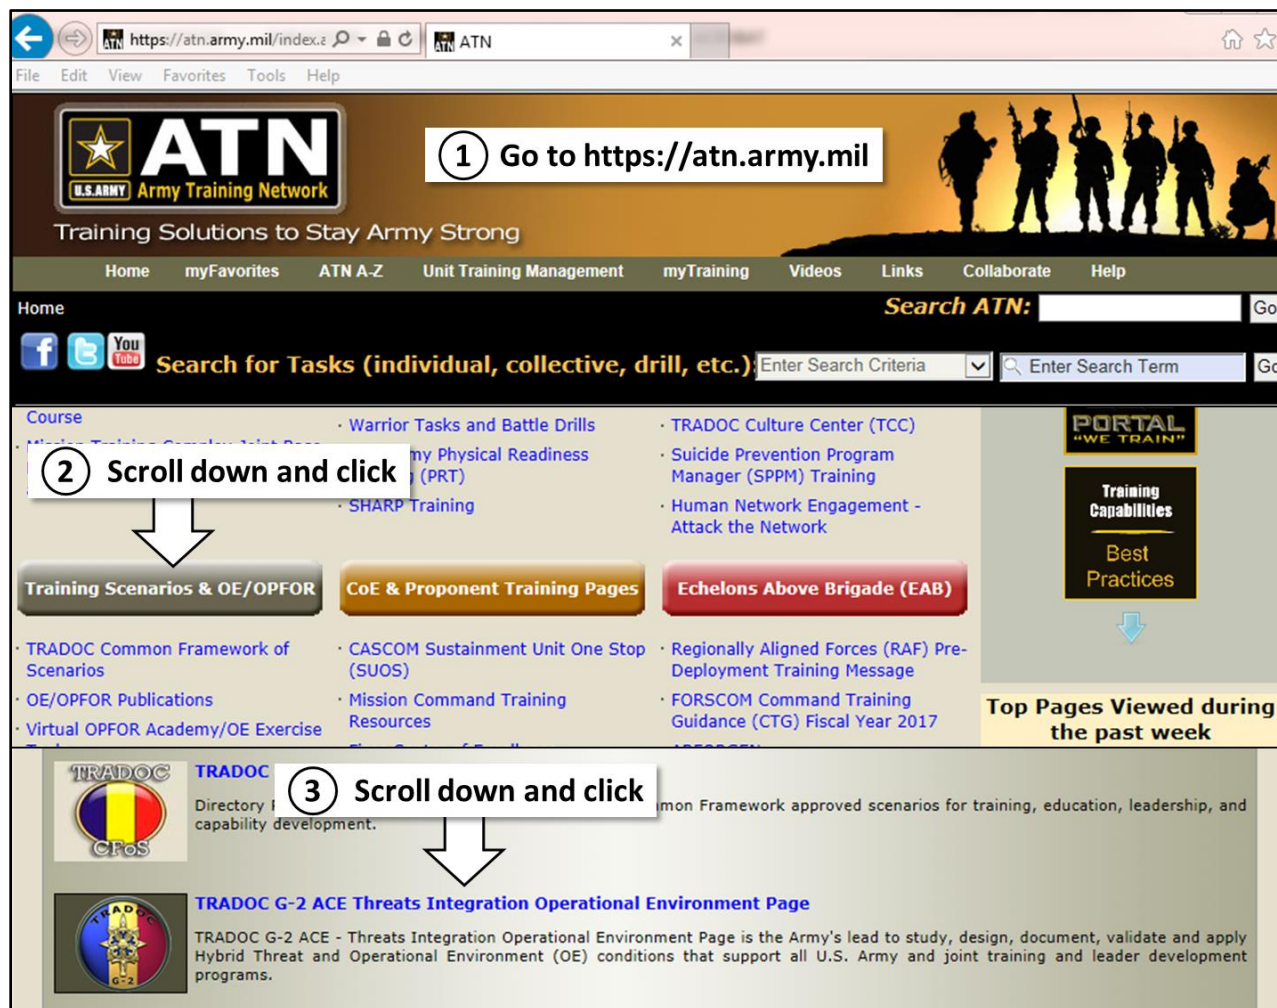 https://atn.army.mil/index.a
ATN
File Edit View Favorites Tools Help
ATN
U.S.ARMY Army Training Network
Training Solutions to Stay Army Strong
1 Go to https://atn.army.mil
Home myFavorites ATN A-Z Unit Training Management myTraining Videos Links Collaborate Help
Home
Search ATN: Go
You
Tube
Search for Tasks (individual, collective, drill, etc.): Enter Search Criteria Enter Search Term Go
Course
2 Scroll down and click
· Warrior Tasks and Battle Drills
my Physical Readiness
(PRT)
· SHARP Training
· TRADOC Culture Center (TCC)
· Suicide Prevention Program
Manager (SPPM) Training
· Human Network Engagement -
Attack the Network
PORTAL
"WE TRAIN"
Training
Capabilities
Best
Practices
Training Scenarios & OE/OPFOR
· TRADOC Common Framework of
Scenarios
· OE/OPFOR Publications
· Virtual OPFOR Academy/OE Exercise
CoE & Proponent Training Pages
· CASCOM Sustainment Unit One Stop
(SUOS)
· Mission Command Training
Resources
Echelons Above Brigade (EAB)
· Regionally Aligned Forces (RAF) Pre-
Deployment Training Message
· FORSCOM Command Training
Guidance (CTG) Fiscal Year 2017
Top Pages Viewed during
the past week
TRADOC
CFoS
TRADOC
3 Scroll down and click
Directory
mon Framework approved scenarios for training, education, leadership, and
capability development.
TRADOC
G-2
TRADOC G-2 ACE Threats Integration Operational Environment Page
TRADOC G-2 ACE - Threats Integration Operational Environment Page is the Army's lead to study, design, document, validate and apply
Hybrid Threat and Operational Environment (OE) conditions that support all U.S. Army and joint training and leader development
programs.